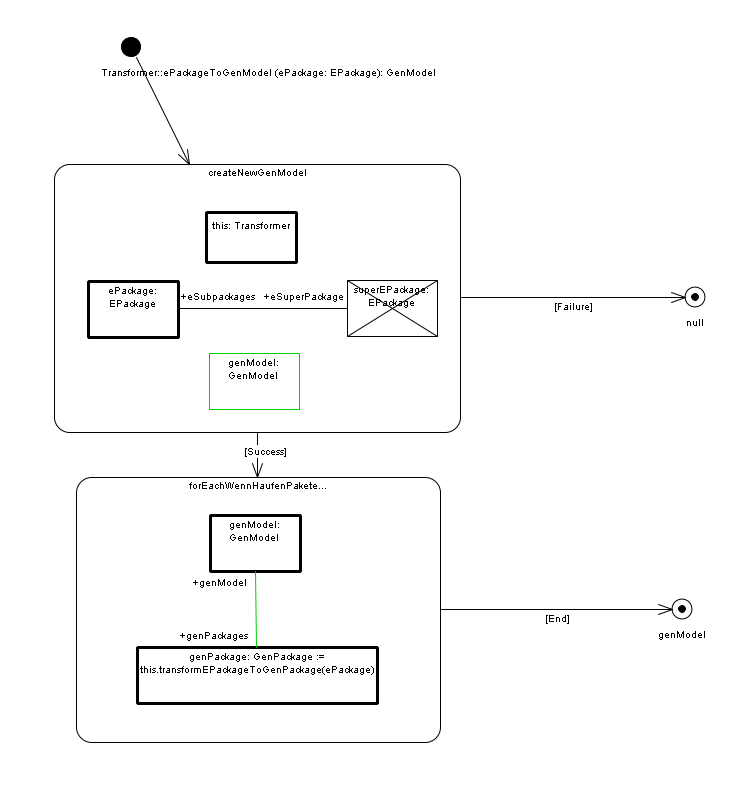 Transformer::ePackageToGenModel (ePackage: EPackage): GenModel
createNewGenModel
this: Transformer
ePackage:
EPackage
+eSubpackages +eSuperPackage
superEPackage:
EPackage
genModel:
GenModel
[Failure]
null
[Success]
forEachWennHaufenPakete...
genModel:
GenModel
+genModel
+genPackages
genPackage: GenPackage :=
this.transformEPackageToGenPackage(ePackage)
[End]
genModel